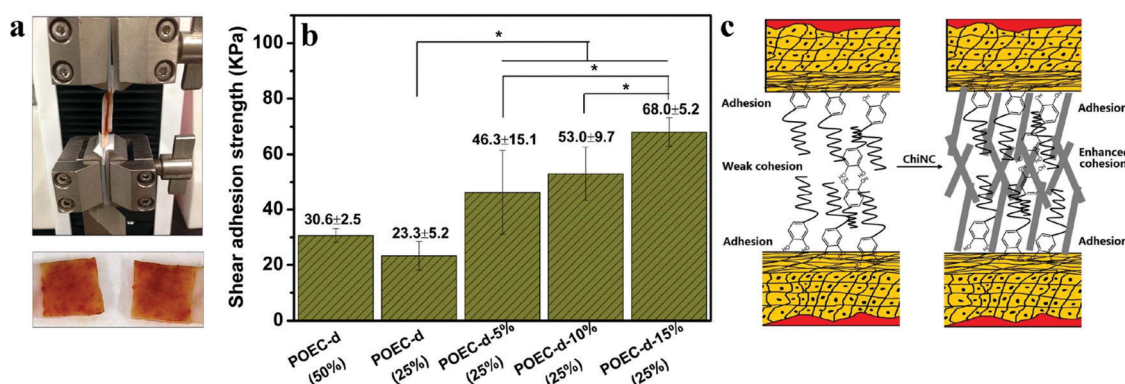 a
b
c
Shear adhesion strength (KPa)
100
80
60
40
20
0
*
*
*
30.6±2.5
23.3±5.2
46.3±15.1
53.0±9.7
68.0±5.2
POEC-d
(50%)
POEC-d
(25%)
POEC-d-5%
(25%)
POEC-d-10%
(25%)
POEC-d-15%
(25%)
Adhesion
Weak cohesion
Adhesion
ChiNC
Adhesion
Enhanced
cohesion
Adhesion